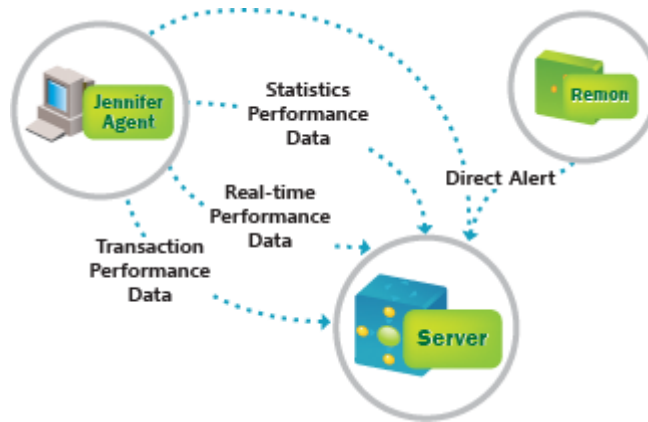 Jennifer
Agent
Statistics
Performance
Data
Remon
Direct Alert
Real-time
Performance
Data
Transaction
Performance
Data
Server